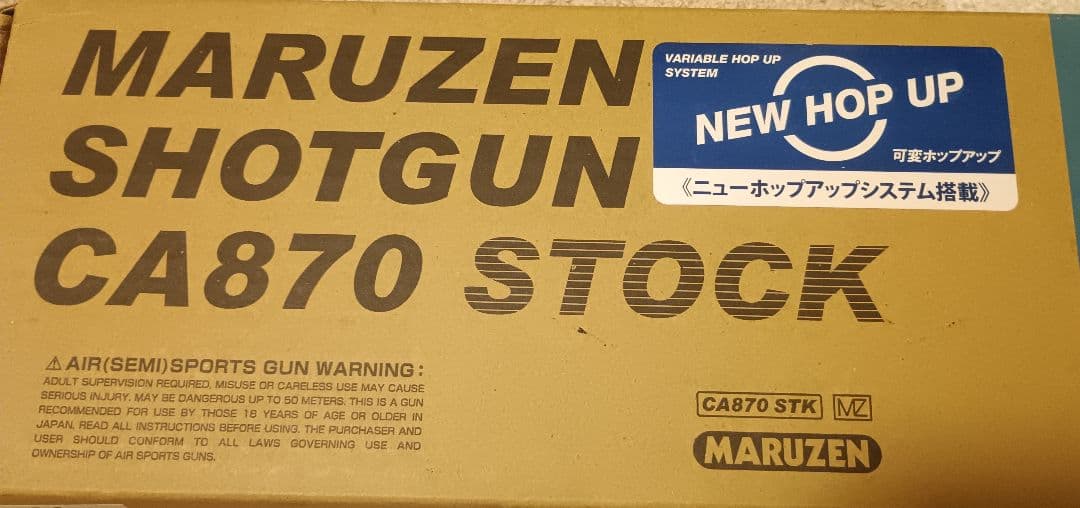 MARUZEN
SHOTGUN
CA870 STOCK
VARIABLE HOP UP
SYSTEM
NEW HOP UP
可変ホップアップ
《ニューホップアップシステム搭載》
⚠AIR(SEMI)SPORTS GUN WARNING:
ADULT SUPERVISION REQUIRED. MISUSE OR CARELESS USE MAY CAUSE
SERIOUS INJURY. MAY BE DANGEROUS UP TO 50 METERS. THIS IS A GUN
RECOMMENDED FOR USE BY THOSE 18 YEARS OF AGE OR OLDER IN
JAPAN. READ ALL INSTRUCTIONS BEFORE USING. THE PURCHASER AND
USER SHOULD CONFORM TO ALL LAWS GOVERNING USE AND
OWNERSHIP OF AIR SPORTS GUNS.
CA870 STK MZ
MARUZEN